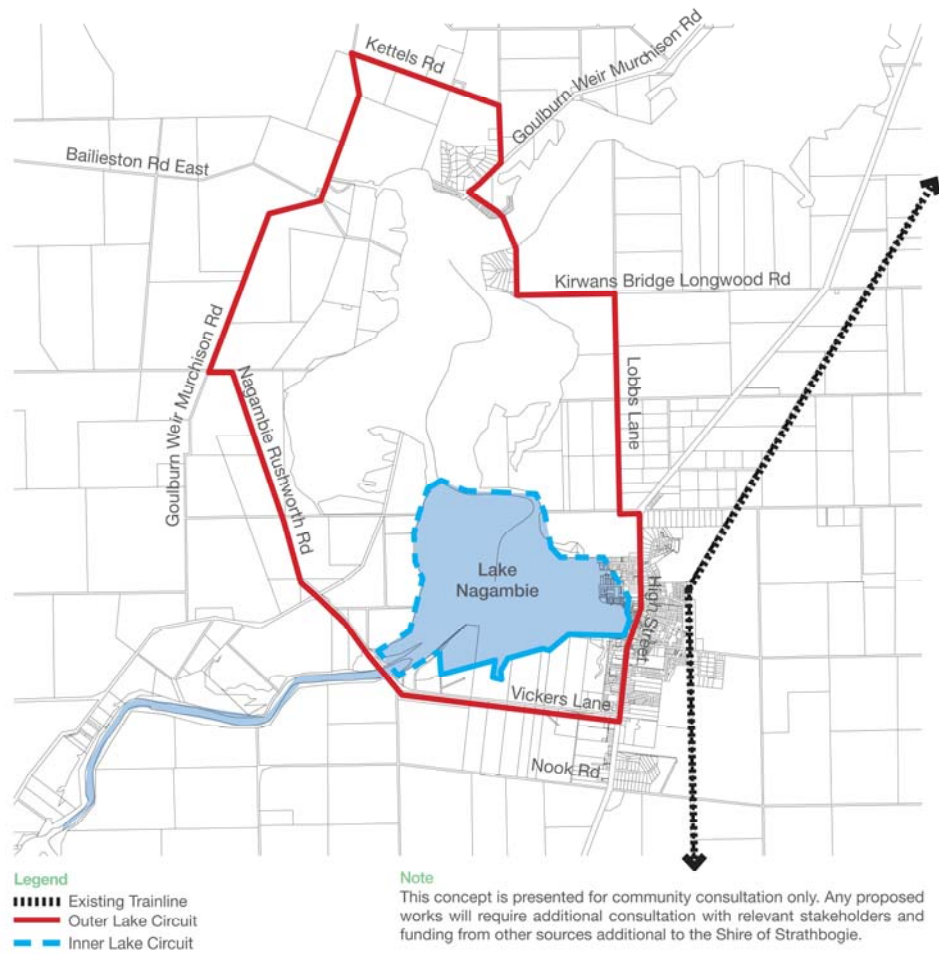 Kettels Rd
Goulburn Weir Murchison Rd
Bailieston Rd East
Kirwans Bridge Longwood Rd
Goulburn Weir Murchison Rd
Nagambie Rushworth Rd
Lobbs Lane
Lake
Nagambie
High Street
Vickers Lane
Nook Rd
Legend
Existing Trainline
Outer Lake Circuit
Inner Lake Circuit
Note
This concept is presented for community consultation only. Any proposed
works will require additional consultation with relevant stakeholders and
funding from other sources additional to the Shire of Strathbogie.